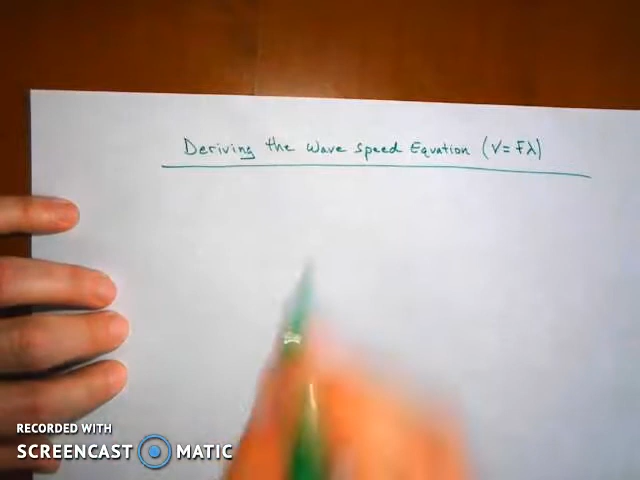 Deriving the Wave Speed Equation (V = Fλ)
RECORDED WITH
SCREENCAST MATIC